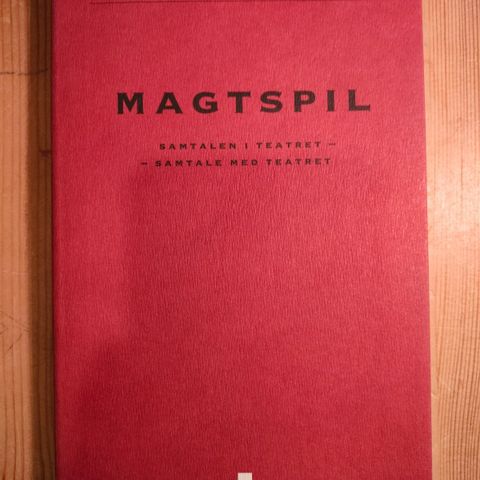 MAGTSPIL
SAMTALEN I TEATRET –
– SAMTALE MED TEATRET